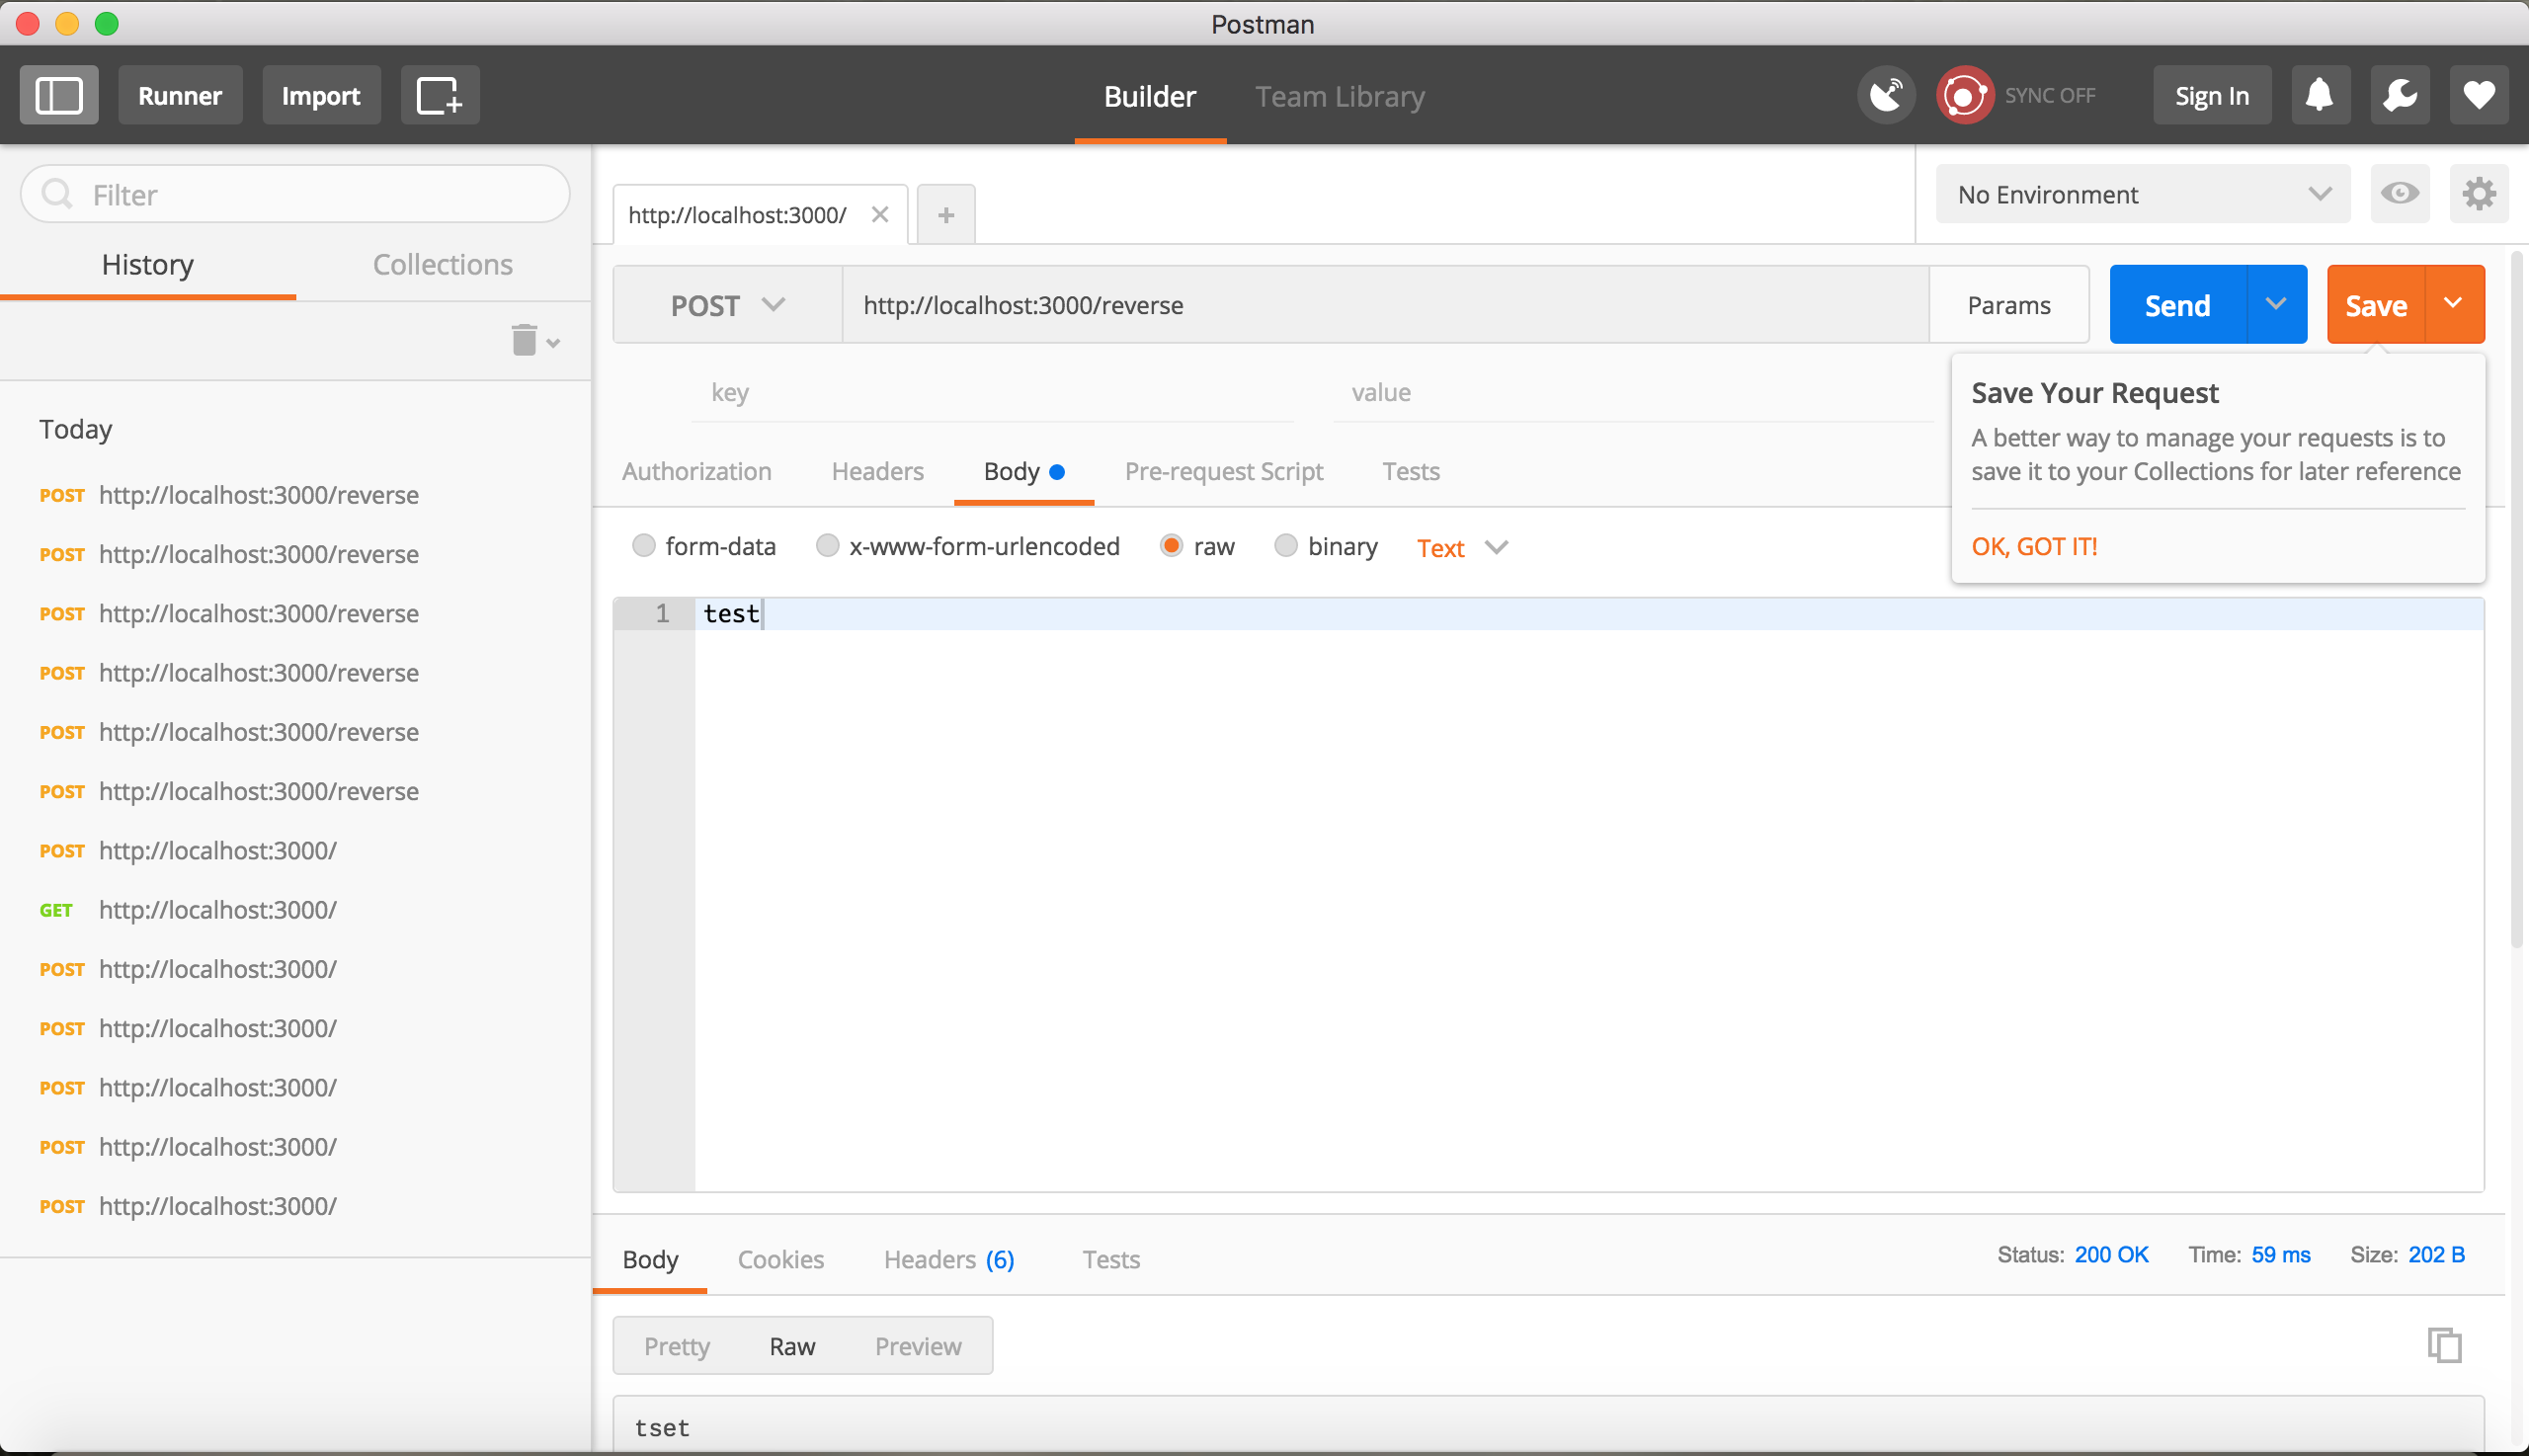 Postman
Runner
Import
Builder
Team Library
SYNC OFF
Sign In
Filter
History
Collections
Today
POST http://localhost:3000/reverse
POST http://localhost:3000/reverse
POST http://localhost:3000/reverse
POST http://localhost:3000/reverse
POST http://localhost:3000/reverse
POST http://localhost:3000/reverse
POST http://localhost:3000/
GET http://localhost:3000/
POST http://localhost:3000/
POST http://localhost:3000/
POST http://localhost:3000/
POST http://localhost:3000/
POST http://localhost:3000/
http://localhost:3000/
No Environment
POST
http://localhost:3000/reverse
Params
Send
Save
key
value
Save Your Request
A better way to manage your requests is to
save it to your Collections for later reference
OK, GOT IT!
Authorization
Headers
Body
Pre-request Script
Tests
form-data
x-www-form-urlencoded
raw
binary
Text
1 test
Body
Cookies
Headers (6)
Tests
Status: 200 OK
Time: 59 ms
Size: 202 B
Pretty
Raw
Preview
tset